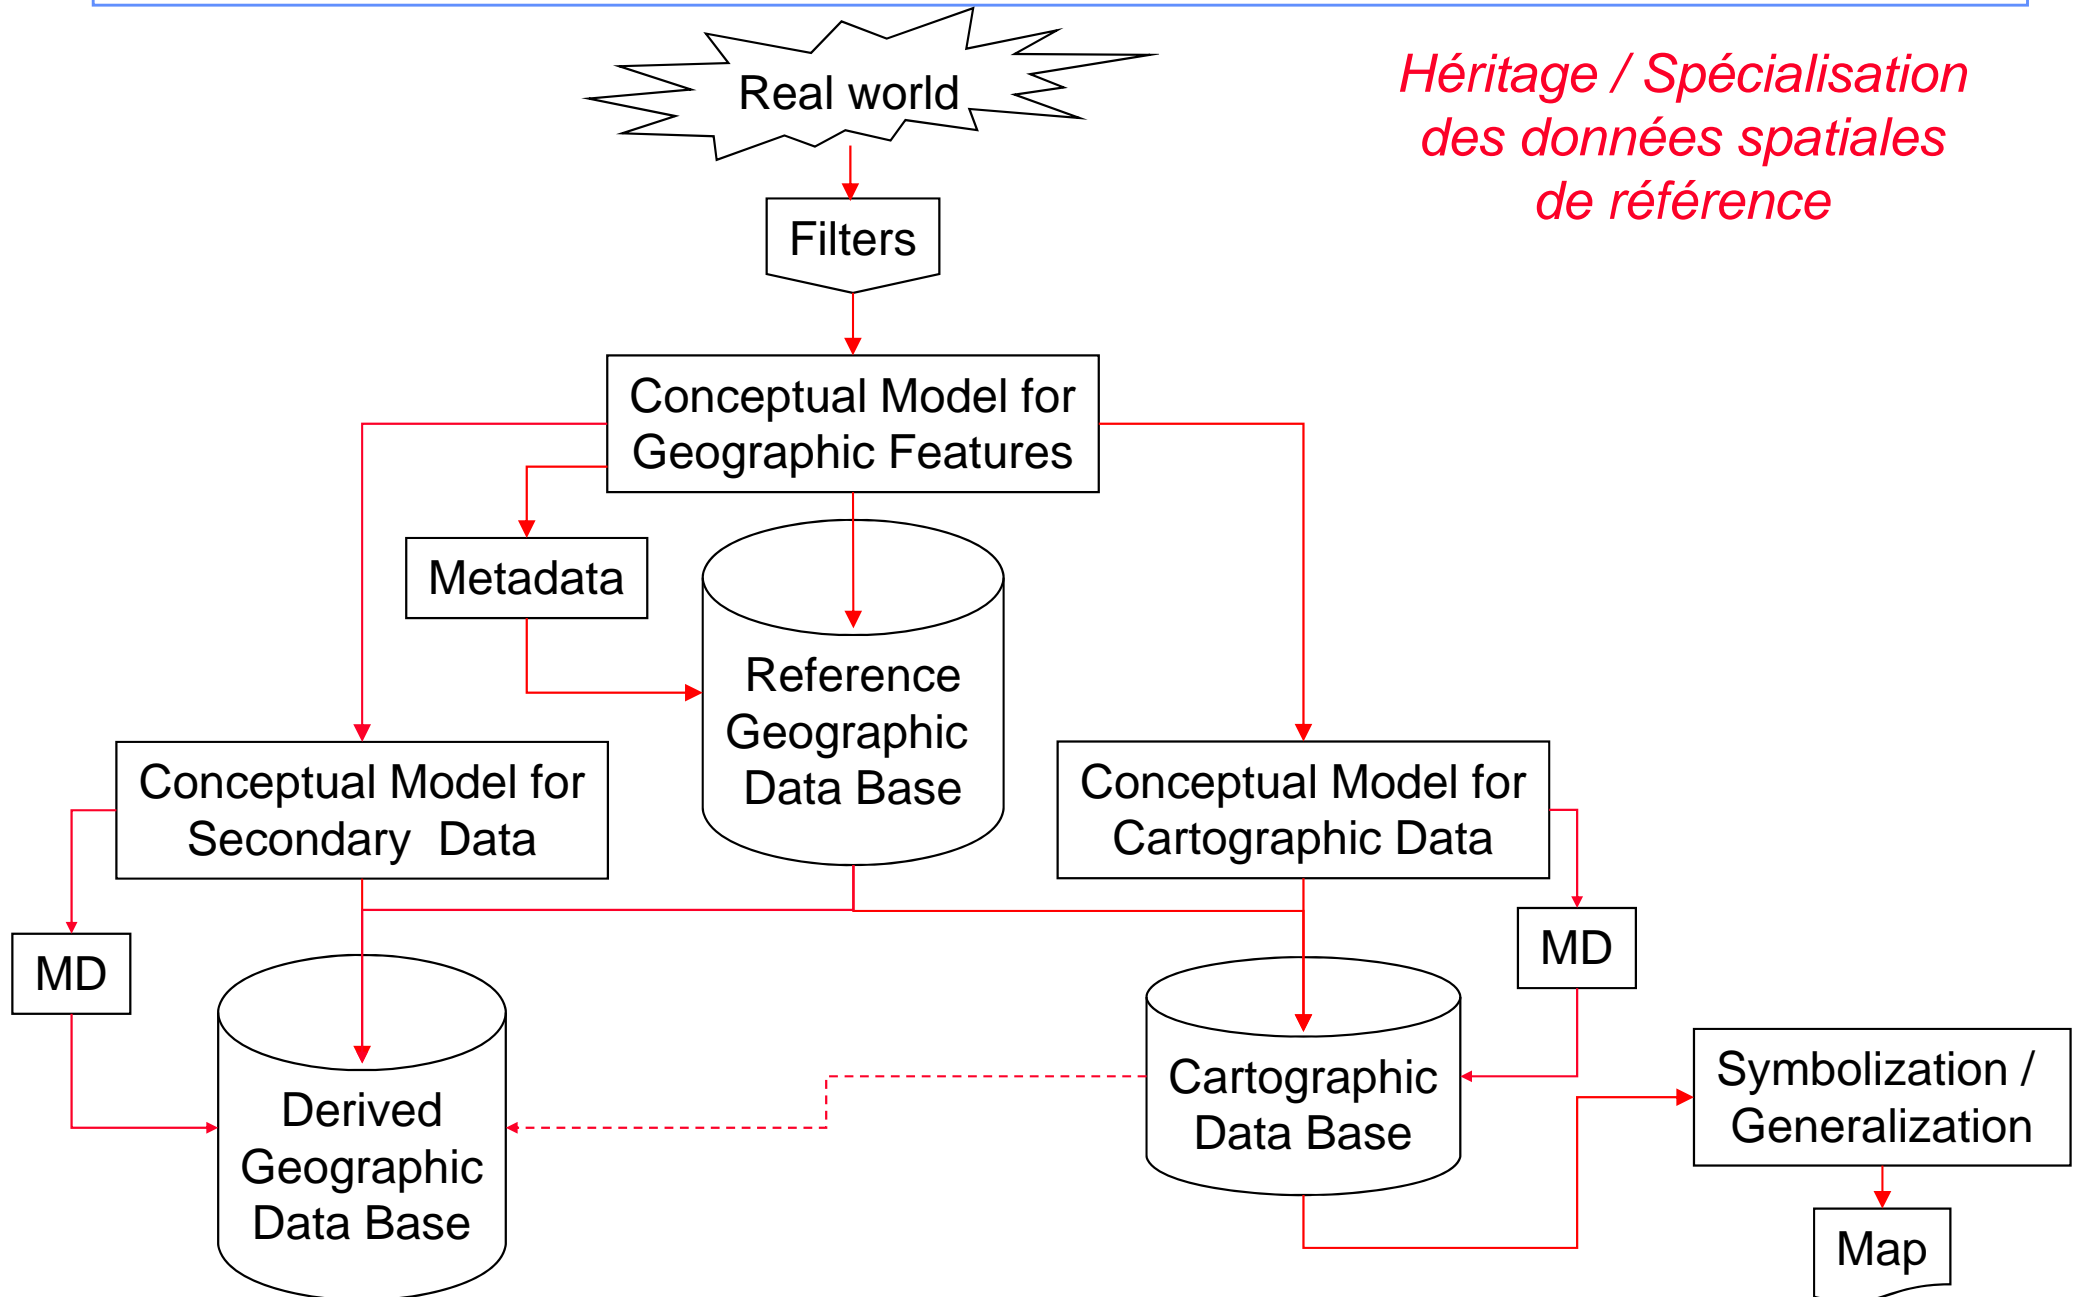 Real world
Héritage / Spécialisation
des données spatiales
de référence
Filters
Conceptual Model for
Geographic Features
Metadata
Reference
Geographic
Data Base
Conceptual Model for
Secondary Data
Conceptual Model for
Cartographic Data
MD
MD
Derived
Geographic
Data Base
Cartographic
Data Base
Symbolization /
Generalization
Map